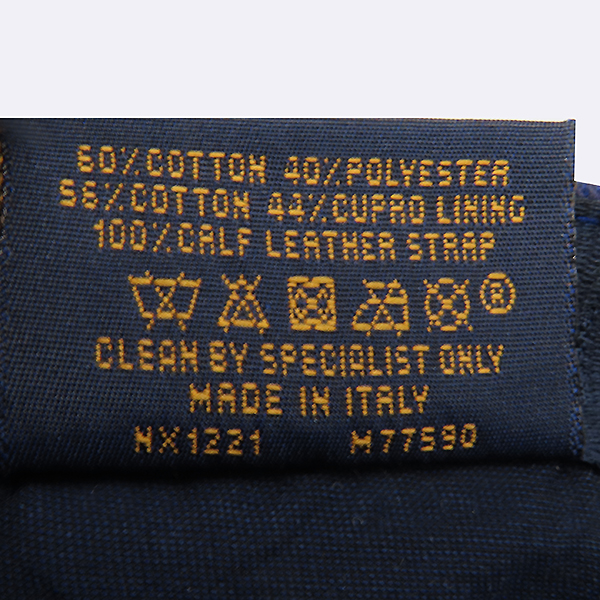 60% COTTON 40% POLYESTER
56% COTTON 44% CUPRO LINING
100% CALF LEATHER STRAP
®
CLEAN BY SPECIALIST ONLY
MADE IN ITALY
NX1221 M77590